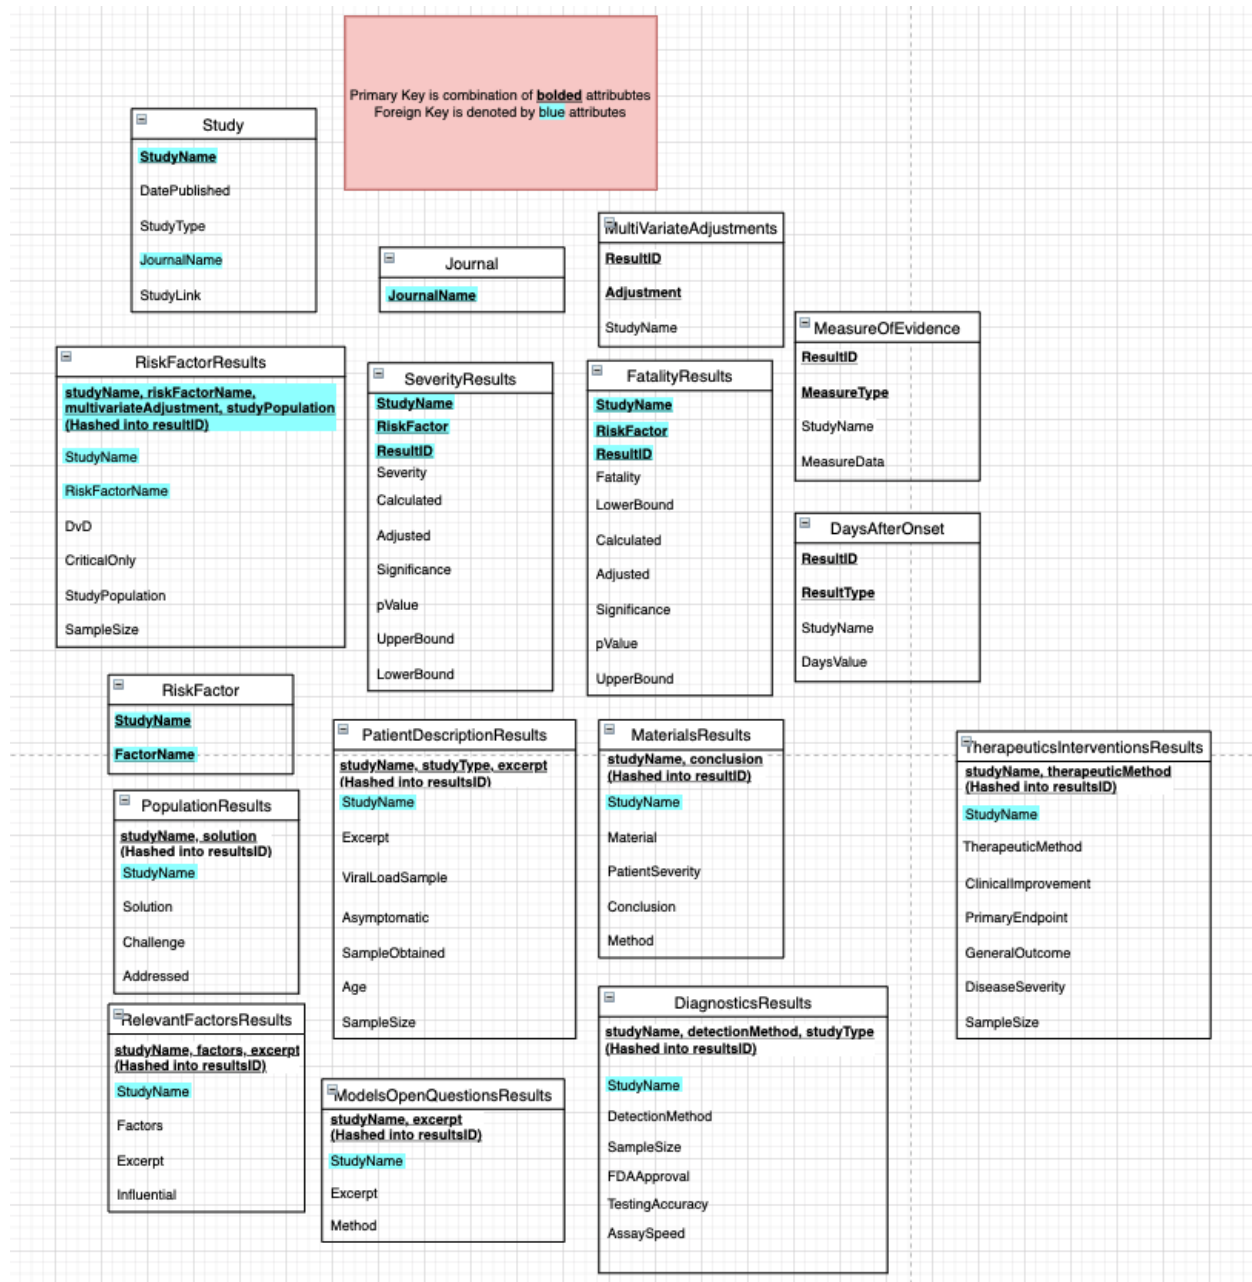 Primary Key is combination of bolded attribubtes
Foreign Key is denoted by blue attributes
Study
StudyName
DatePublished
StudyType
JournalName
StudyLink
Journal
JournalName
MultiVariateAdjustments
ResultID
Adjustment
StudyName
MeasureOfEvidence
ResultID
MeasureType
StudyName
MeasureData
RiskFactorResults
studyName, riskFactorName,
multivariateAdjustment, studyPopulation
(Hashed into resultID)
StudyName
RiskFactorName
DvD
CriticalOnly
StudyPopulation
SampleSize
SeverityResults
StudyName
RiskFactor
ResultID
Severity
Calculated
Adjusted
Significance
pValue
UpperBound
LowerBound
FatalityResults
StudyName
RiskFactor
ResultID
Fatality
LowerBound
Calculated
Adjusted
Significance
pValue
UpperBound
DaysAfterOnset
ResultID
ResultType
StudyName
DaysValue
RiskFactor
StudyName
FactorName
PatientDescriptionResults
studyName, studyType, excerpt
(Hashed into resultsID)
StudyName
Excerpt
ViralLoadSample
Asymptomatic
SampleObtained
Age
SampleSize
MaterialsResults
studyName, conclusion
(Hashed into resultID)
StudyName
Material
PatientSeverity
Conclusion
Method
TherapeuticsInterventionsResults
studyName, therapeuticMethod
(Hashed into resultsID)
StudyName
TherapeuticMethod
ClinicalImprovement
PrimaryEndpoint
GeneralOutcome
DiseaseSeverity
SampleSize
PopulationResults
studyName, solution
(Hashed into resultsID)
StudyName
Solution
Challenge
Addressed
RelevantFactorsResults
studyName, factors, excerpt
(Hashed into resultsID)
StudyName
Factors
Excerpt
Influential
ModelsOpenQuestionsResults
studyName, excerpt
(Hashed into resultsID)
StudyName
Excerpt
Method
DiagnosticsResults
studyName, detectionMethod, studyType
(Hashed into resultsID)
StudyName
DetectionMethod
SampleSize
FDAApproval
TestingAccuracy
AssaySpeed